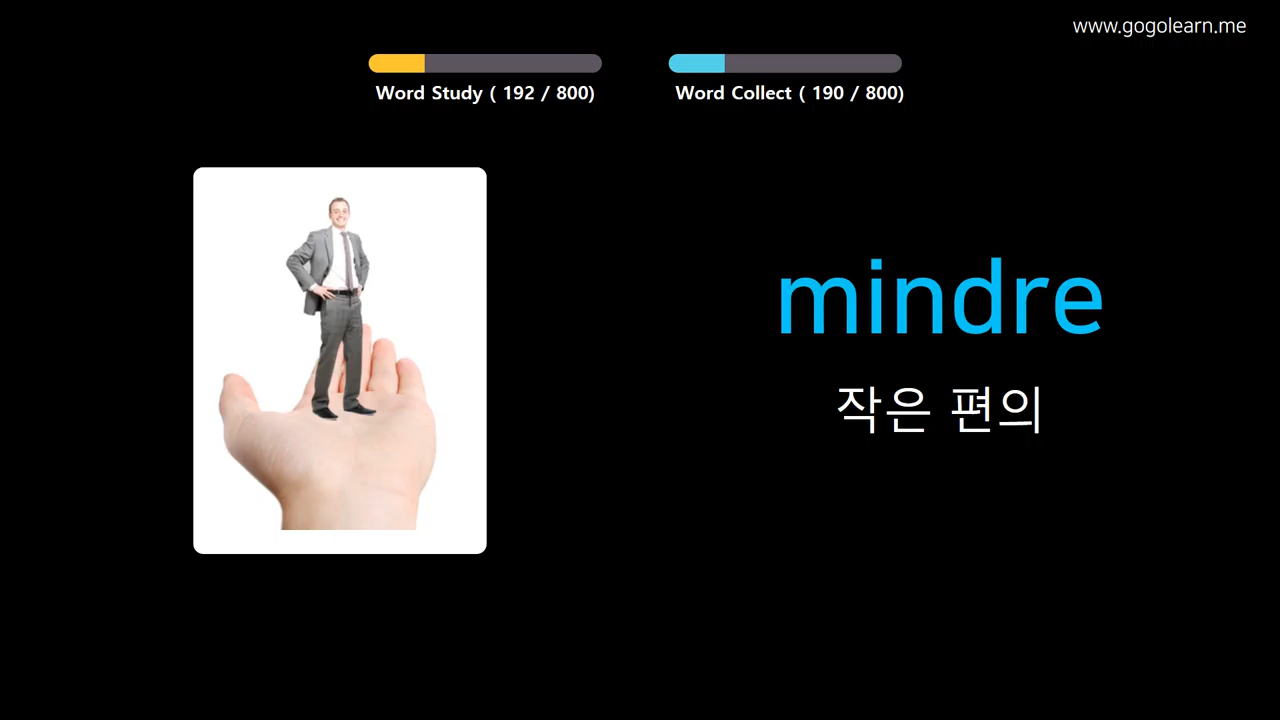 www.gogolearn.me
Word Study ( 192 / 800)
Word Collect ( 190 / 800)
mindre
작은 편의